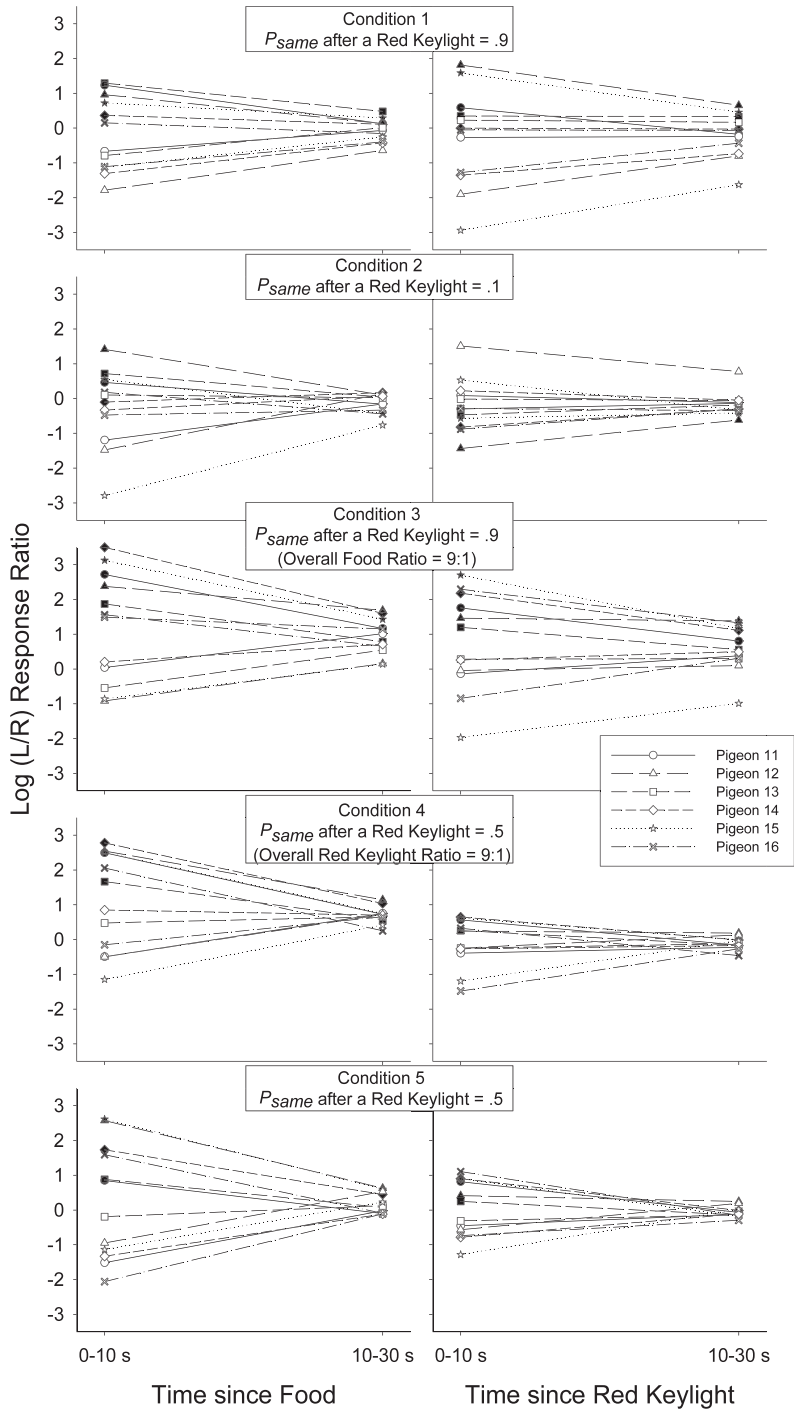 Condition 1
Psame after a Red Keylight = .9
3
2
1
0
-1
-2
-3
Condition 2
Psame after a Red Keylight = .1
3
2
1
0
-1
-2
-3
Condition 3
Psame after a Red Keylight = .9
(Overall Food Ratio = 9:1)
3
2
1
0
-1
-2
-3
Log (L/R) Response Ratio
Pigeon 11
Pigeon 12
Pigeon 13
Pigeon 14
Pigeon 15
Pigeon 16
Condition 4
Psame after a Red Keylight = .5
(Overall Red Keylight Ratio = 9:1)
3
2
1
0
-1
-2
-3
Condition 5
Psame after a Red Keylight = .5
3
2
1
0
-1
-2
-3
0-10 s 10-30 s 0-10 s 10-30 s
Time since Food Time since Red Keylight